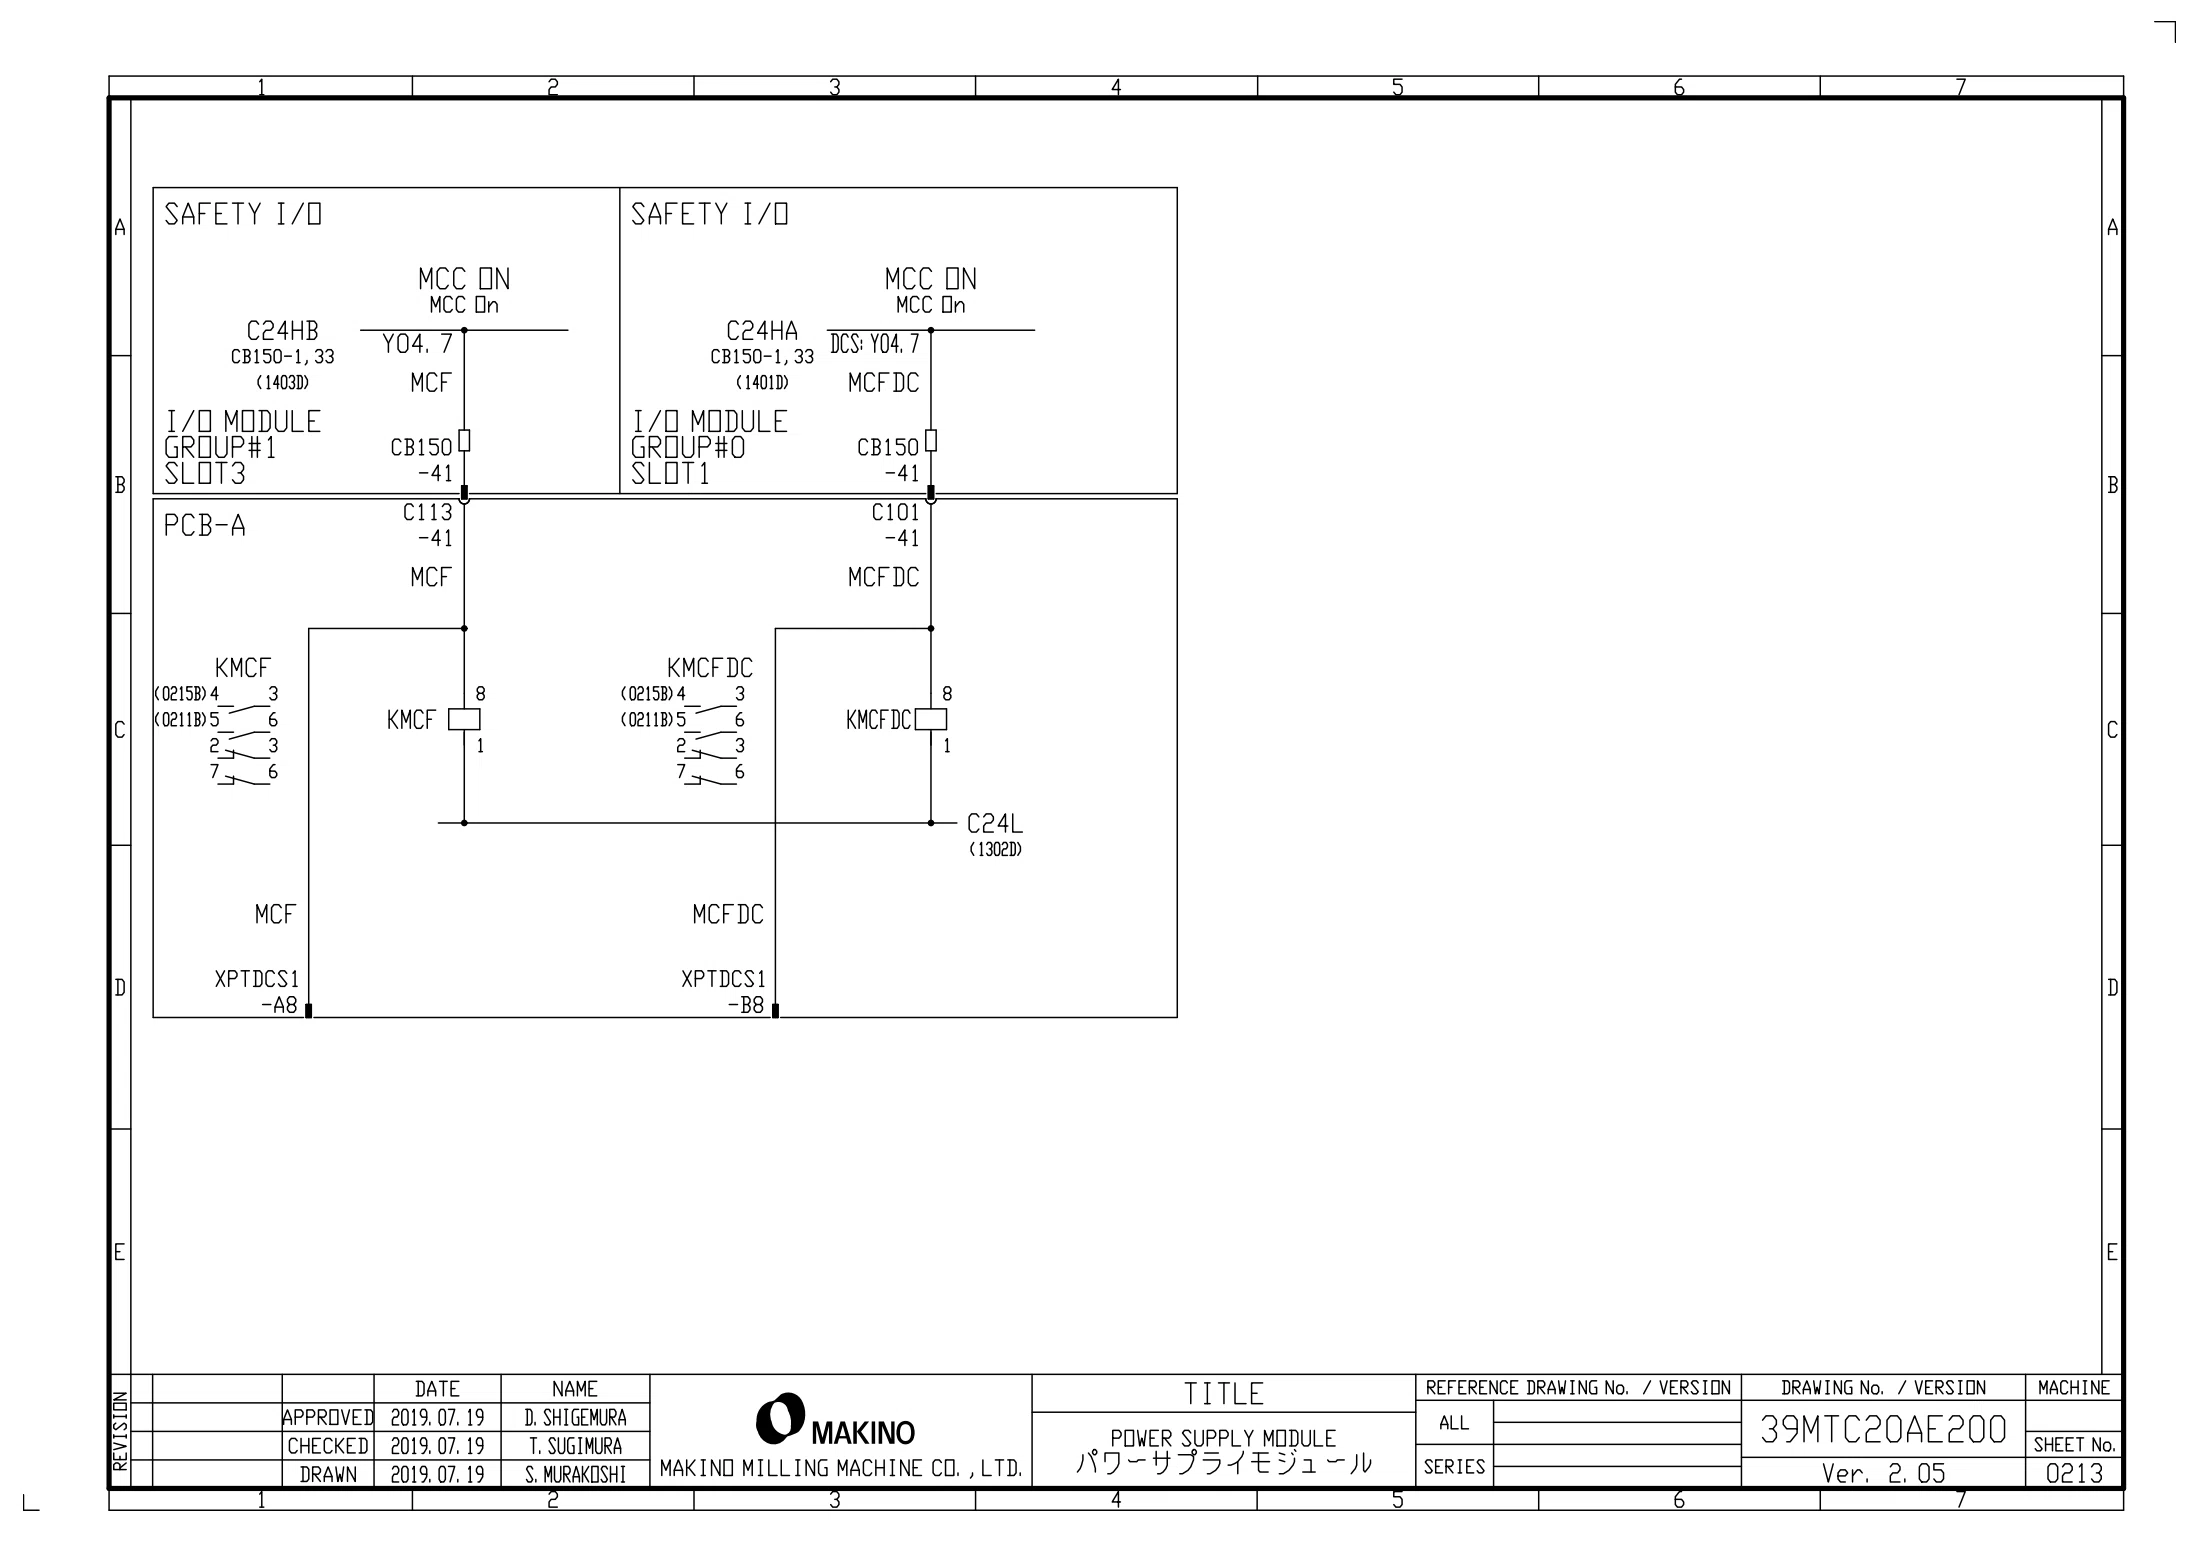 1 2 3 4 5 6 7
A A
SAFETY I/O SAFETY I/O
MCC ON MCC ON
MCC On MCC On
C24HB Y04.7 C24HA DCS:Y04.7
CB150-1,33 CB150-1,33
(1403D) MCF (1401D) MCFDC
I/O MODULE I/O MODULE
GROUP#1 CB150 GROUP#0 CB150
SLOT3 -41 SLOT1 -41
B B
PCB-A C113 C101
-41 -41
MCF MCFDC
KMCF KMCFDC
(0215B) 4 3 8 (0215B) 4 3 8
(0211B) 5 6 KMCF (0211B) 5 6 KMCFDC
C C
2 3 1 2 3 1
7 6 7 6
C24L
(1302D)
MCF MCFDC
XPTDCS1 XPTDCS1
D D
-A8 -B8
E E
REVISION
DATE NAME
APPROVED 2019.07.19 D. SHIGEMURA
CHECKED 2019.07.19 T. SUGIMURA
DRAWN 2019.07.19 S. MURAKOSHI
MAKINO
MAKINO MILLING MACHINE CO.,LTD.
TITLE
POWER SUPPLY MODULE
パワーサプライモジュール
REFERENCE DRAWING No. / VERSION
ALL
SERIES
DRAWING No. / VERSION
39MTC20AE200
Ver. 2.05
MACHINE
SHEET No.
0213
1 2 3 4 5 6 7